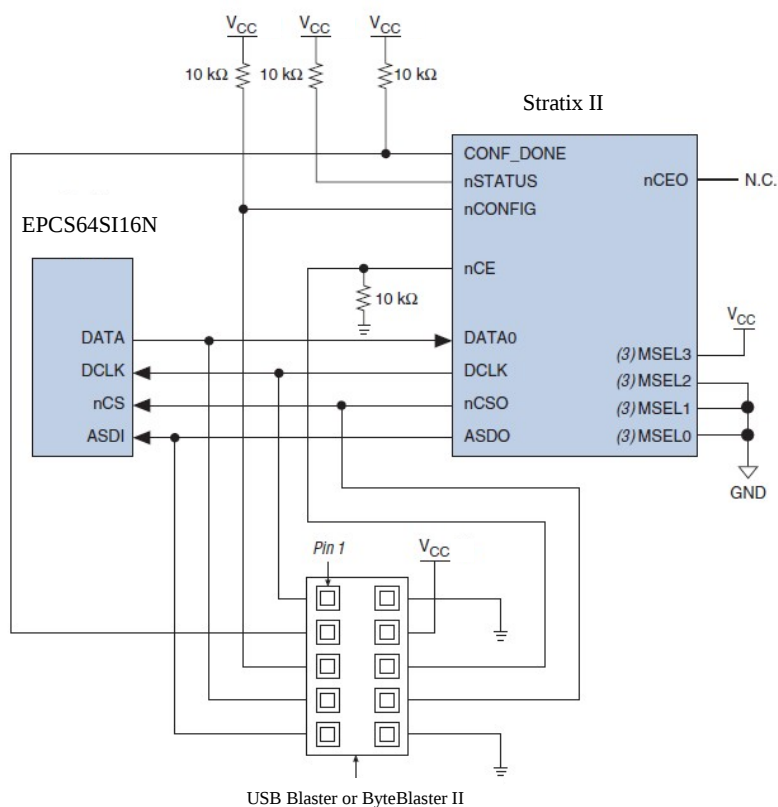 VCC VCC VCC
10 kΩ 10 kΩ 10 kΩ
Stratix II
CONF_DONE
nSTATUS
nCEO N.C.
nCONFIG
EPCS64SI16N
nCE
10 kΩ
VCC
DATA DATA0
(3) MSEL3
DCLK DCLK
(3) MSEL2
nCS nCSO
(3) MSEL1
ASDI ASDO
(3) MSEL0
GND
Pin 1 VCC
USB Blaster or ByteBlaster II